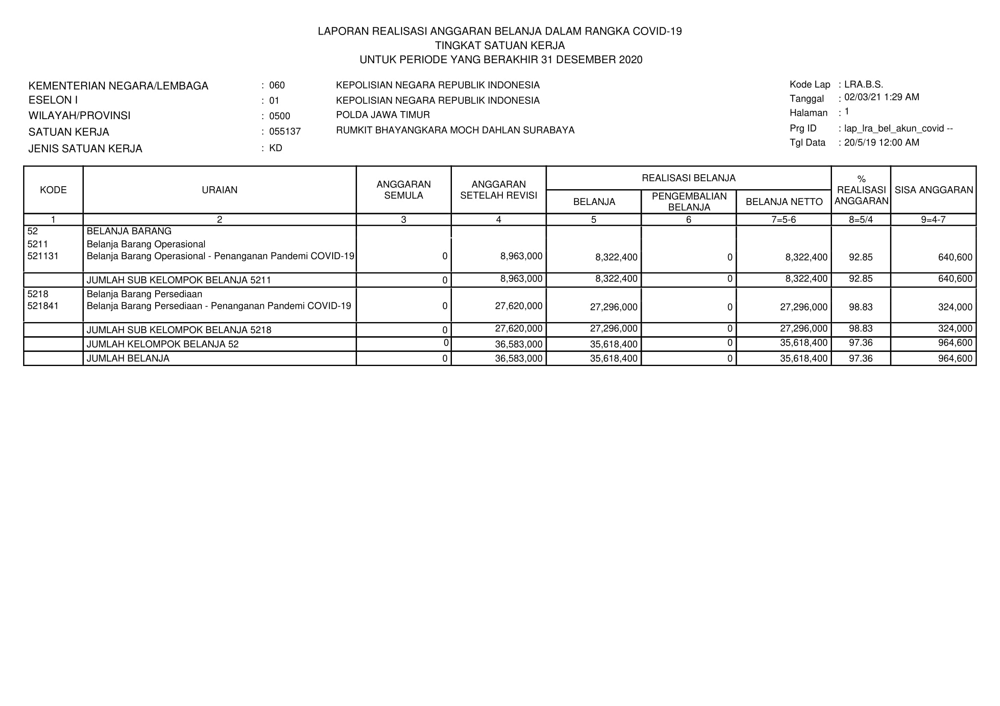 LAPORAN REALISASI ANGGARAN BELANJA DALAM RANGKA COVID-19
TINGKAT SATUAN KERJA
UNTUK PERIODE YANG BERAKHIR 31 DESEMBER 2020
KEMENTERIAN NEGARA/LEMBAGA : 060 KEPOLISIAN NEGARA REPUBLIK INDONESIA
ESELON I : 01 KEPOLISIAN NEGARA REPUBLIK INDONESIA
WILAYAH/PROVINSI : 0500 POLDA JAWA TIMUR
SATUAN KERJA : 055137 RUMKIT BHAYANGKARA MOCH DAHLAN SURABAYA
JENIS SATUAN KERJA : KD
Kode Lap : LRA.B.S.
Tanggal : 02/03/21 1:29 AM
Halaman : 1
Prg ID : lap_lra_bel_akun_covid --
Tgl Data : 20/5/19 12:00 AM
KODE URAIAN ANGGARAN SEMULA ANGGARAN SETELAH REVISI REALISASI BELANJA % REALISASI ANGGARAN SISA ANGGARAN
BELANJA PENGEMBALIAN BELANJA BELANJA NETTO
1 2 3 4 5 6 7=5-6 8=5/4 9=4-7
52 BELANJA BARANG
5211 Belanja Barang Operasional
521131 Belanja Barang Operasional - Penanganan Pandemi COVID-19 0 8,963,000 8,322,400 0 8,322,400 92.85 640,600
JUMLAH SUB KELOMPOK BELANJA 5211 0 8,963,000 8,322,400 0 8,322,400 92.85 640,600
5218 Belanja Barang Persediaan
521841 Belanja Barang Persediaan - Penanganan Pandemi COVID-19 0 27,620,000 27,296,000 0 27,296,000 98.83 324,000
JUMLAH SUB KELOMPOK BELANJA 5218 0 27,620,000 27,296,000 0 27,296,000 98.83 324,000
JUMLAH KELOMPOK BELANJA 52 0 36,583,000 35,618,400 0 35,618,400 97.36 964,600
JUMLAH BELANJA 0 36,583,000 35,618,400 0 35,618,400 97.36 964,600